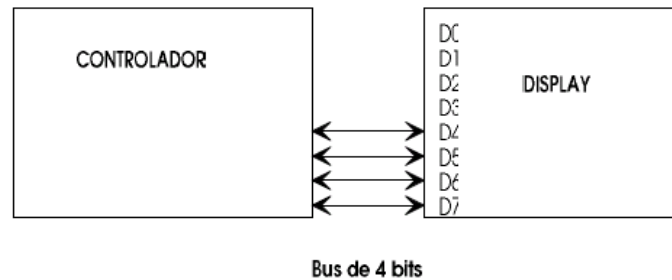 CONTROLADOR
D0
D1
D2
D3
D4
D5
D6
D7
DISPLAY
Bus de 4 bits